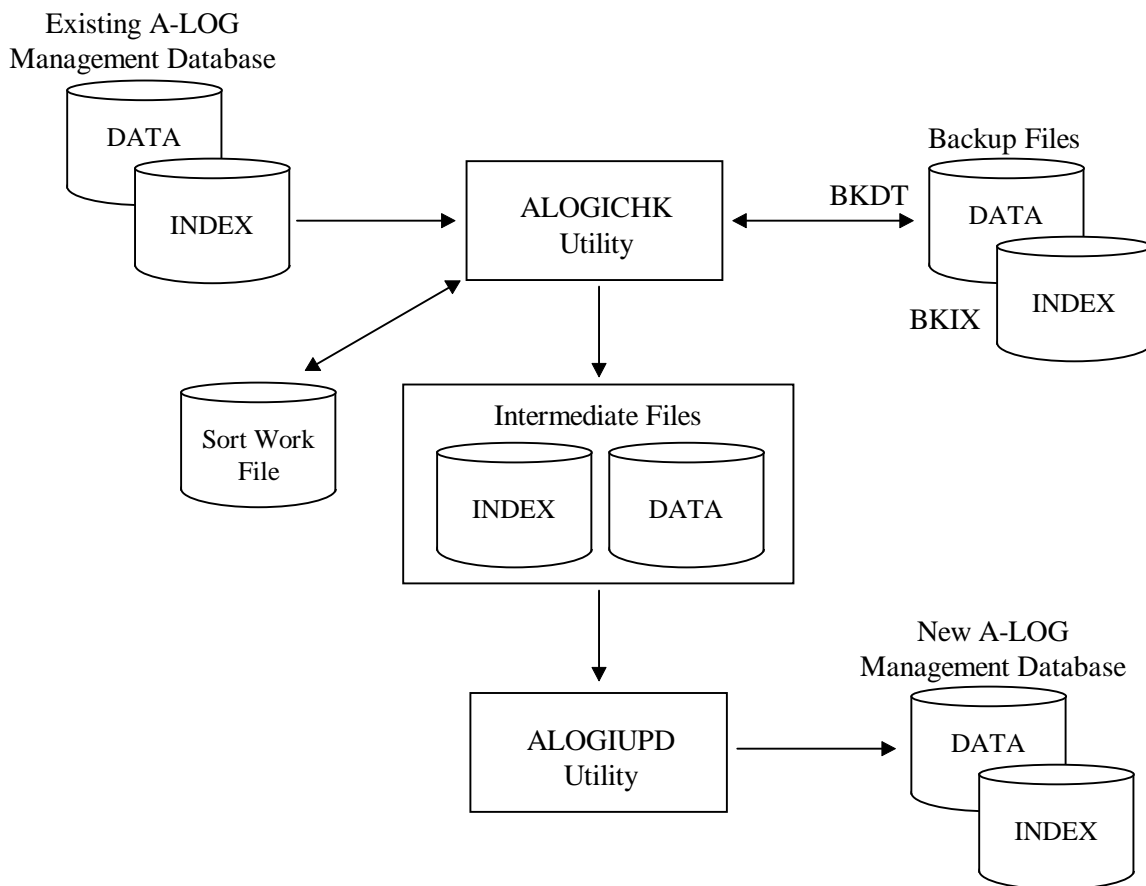 Existing A-LOG
Management Database
DATA
INDEX
ALOGICHK
Utility
BKDT
Backup Files
DATA
BKIX
INDEX
Sort Work
File
Intermediate Files
INDEX
DATA
ALOGIUPD
Utility
New A-LOG
Management Database
DATA
INDEX